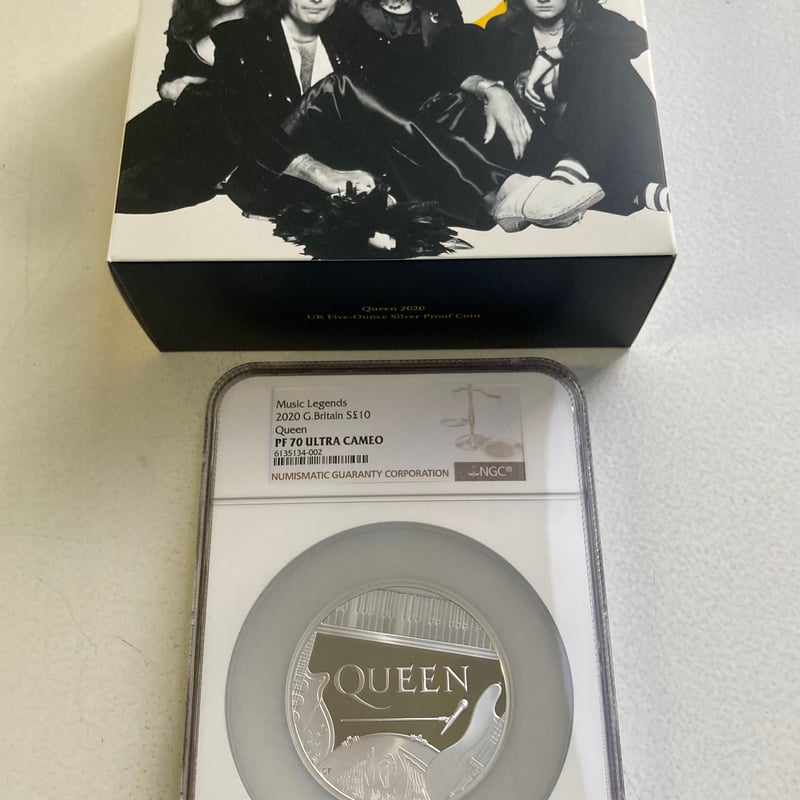 Queen 2020
UK Five-Ounce Silver Proof Coin
Music Legends
2020 G.Britain S£10
Queen
PF 70 ULTRA CAMEO
6135134-002
NUMISMATIC GUARANTY CORPORATION
NGC®
QUEEN
CF